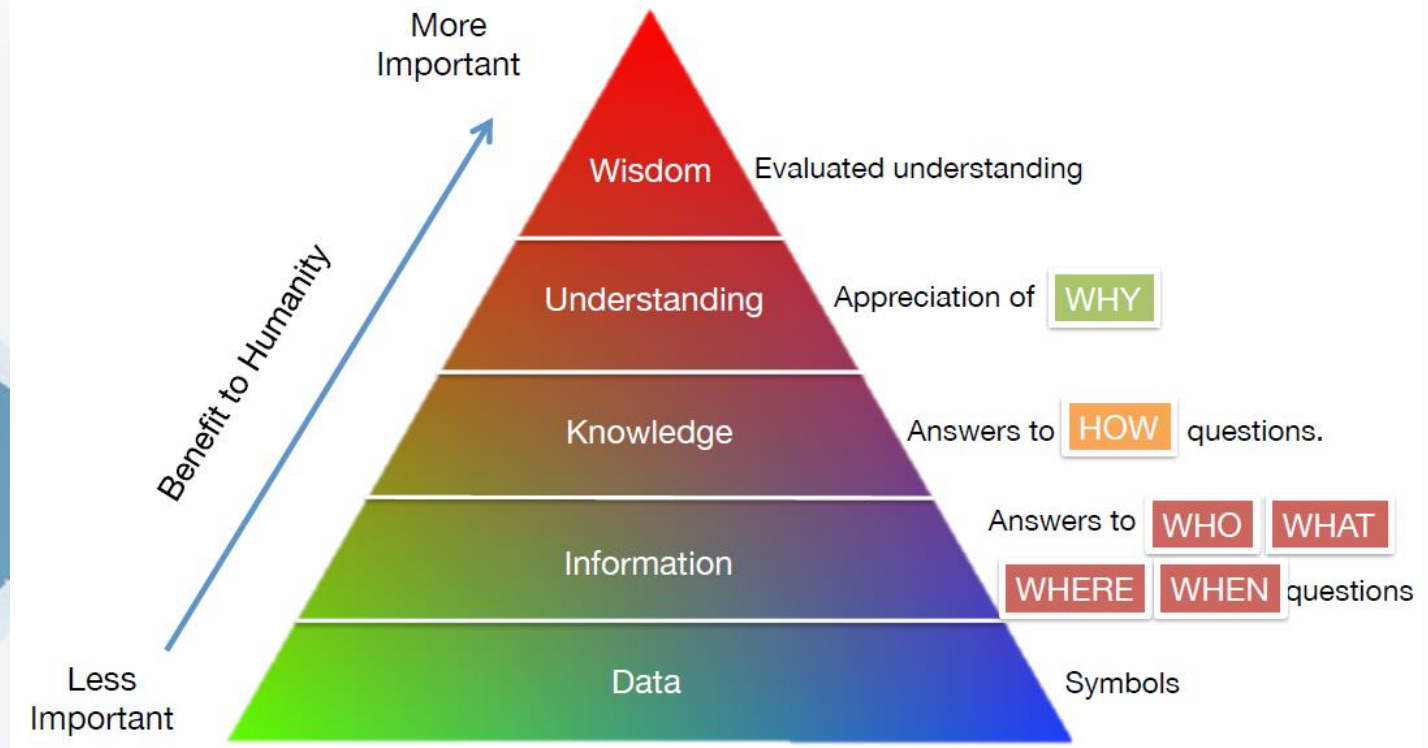 More
Important
Wisdom
Evaluated understanding
Understanding
Appreciation of WHY
Benefit to Humanity
Knowledge
Answers to HOW questions.
Information
Answers to WHO WHAT
WHERE WHEN questions
Less
Important
Data
Symbols